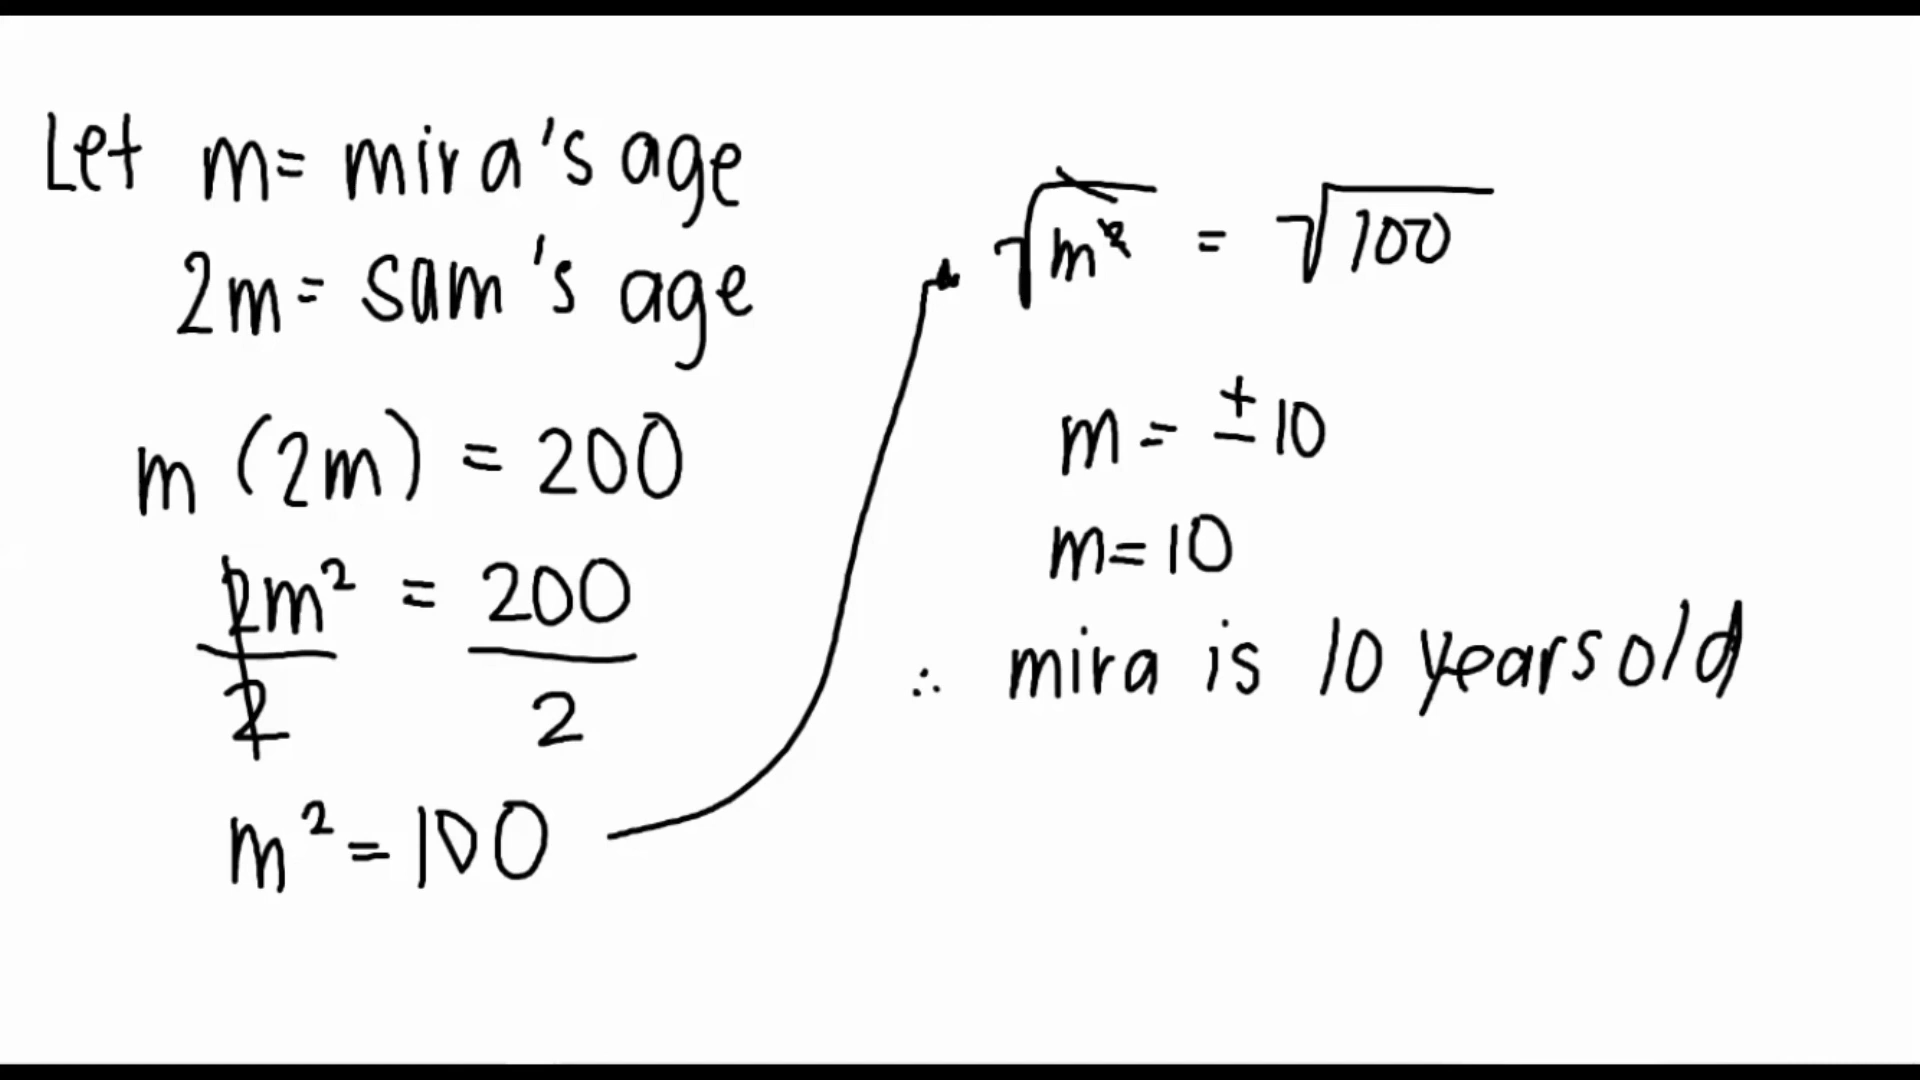 Let m= mira's age
2m= sam's age
m (2m) = 200
2m² = 200
2 2
m² = 100
√m² = √100
m = ±10
m=10
∴ mira is 10 years old